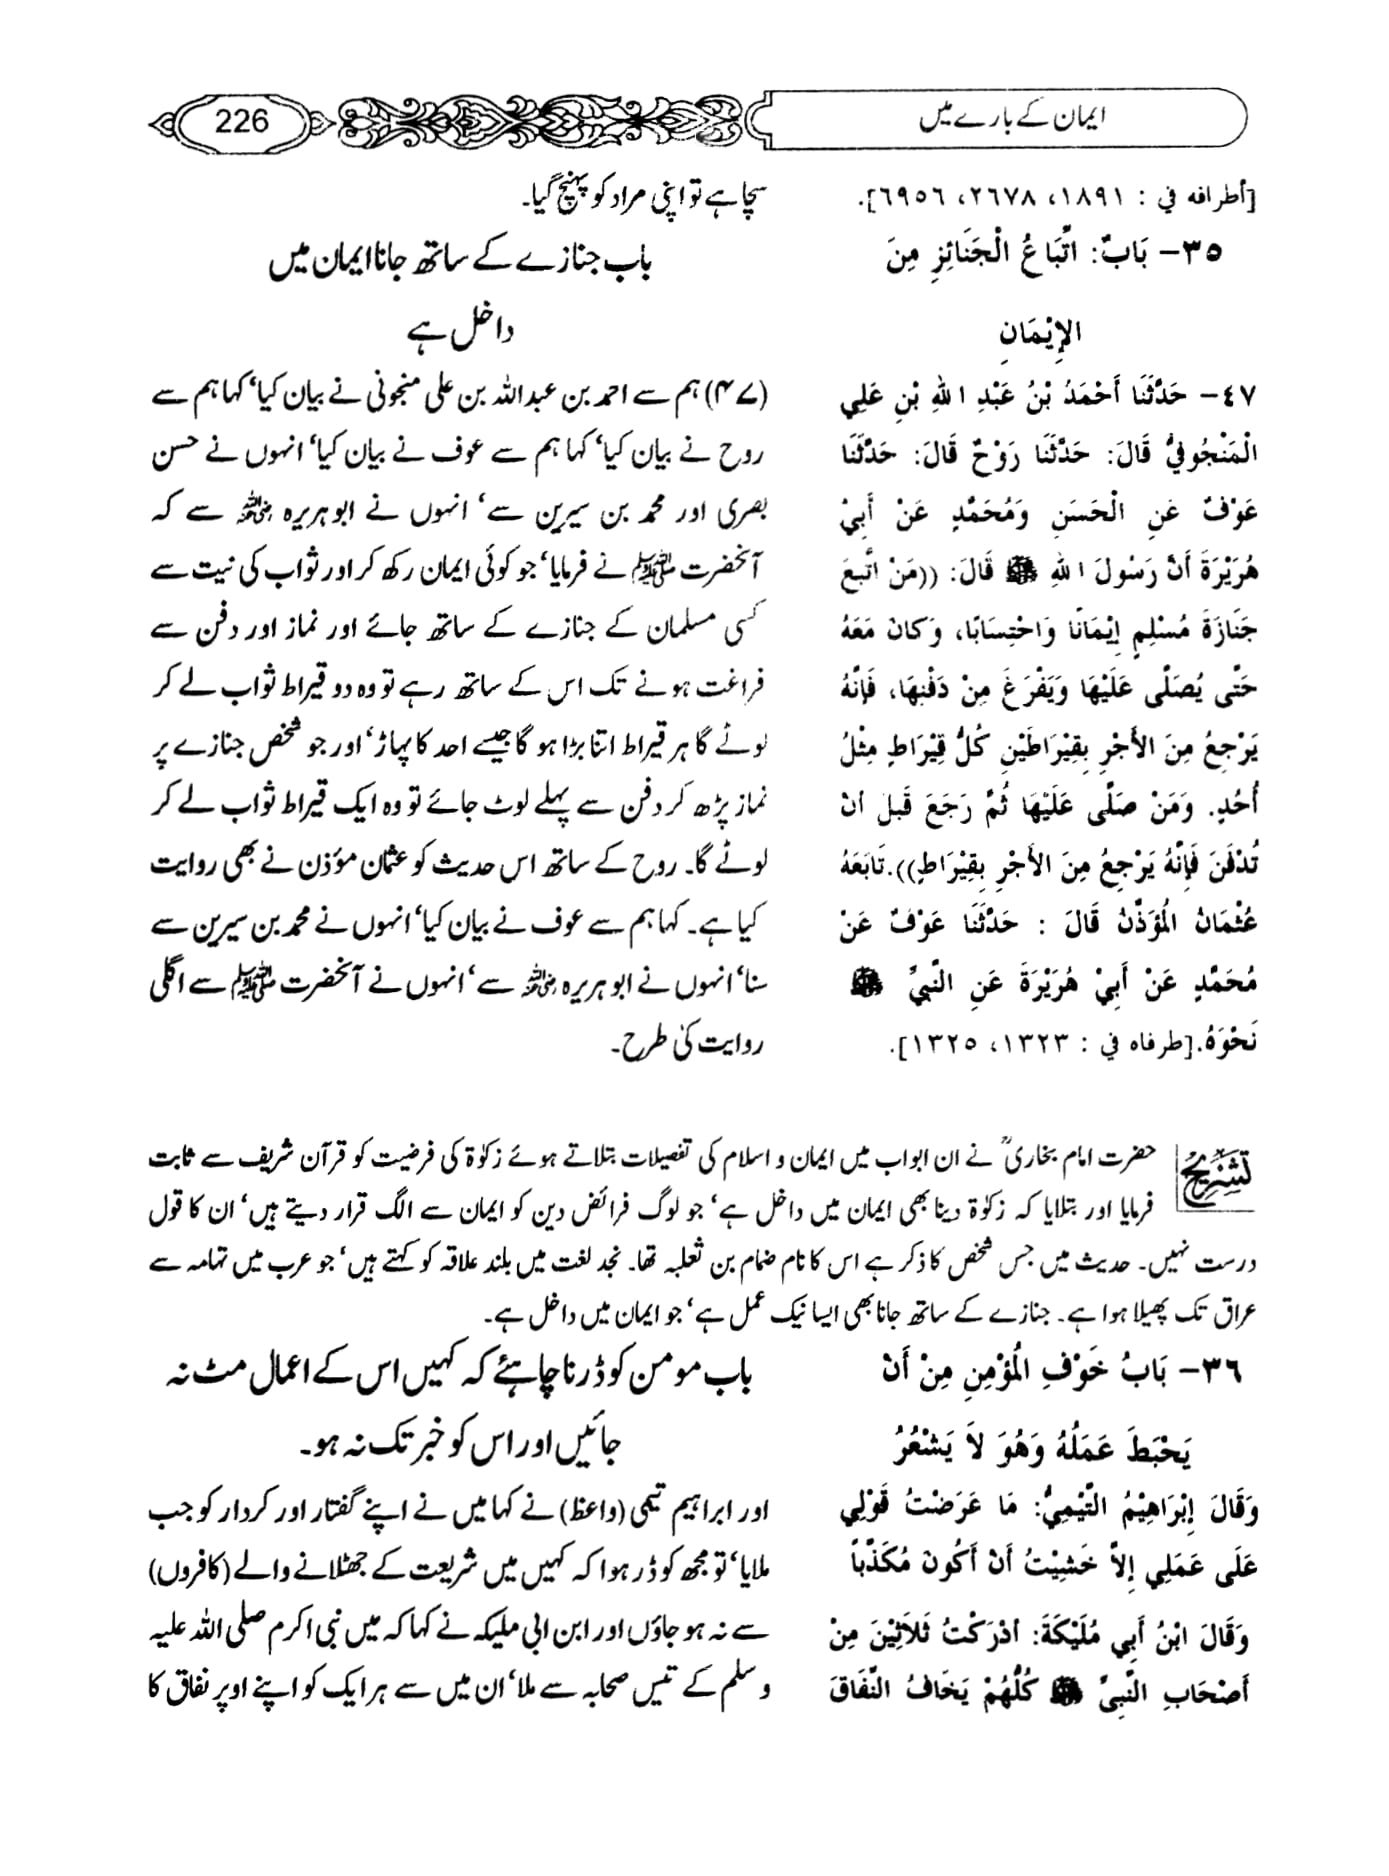 ایمان کے بارے میں
226
[أطرافه في : ١٨٩١، ٢٦٧٨، ٦٩٥٦].
٣٥- بَابٌ: اتِّبَاعُ الْجَنَائِزِ مِنَ
الإِيْمَانِ
٤٧- حَدَّثَنَا أَحْمَدُ بْنُ عَبْدِ اللهِ بْنِ عَلِي
الْمَنْجُوفِيُّ قَالَ: حَدَّثَنَا رَوْحٌ قَالَ: حَدَّثَنَا
عَوْفٌ عَنِ الْحَسَنِ وَمُحَمَّدٍ عَنْ أَبِيْ
هُرَيْرَةَ أَنَّ رَسُولَ اللهِ ﷺ قَالَ: ((مَنْ اتَّبَعَ
جَنَازَةَ مُسْلِمٍ إِيْمَانًا وَاحْتِسَابًا، وَكَانَ مَعَهُ
حَتَّى يُصَلَّى عَلَيْهَا وَيَفْرَغَ مِنْ دَفْنِهَا، فَإِنَّهُ
يَرْجِعُ مِنَ الأَجْرِ بِقِيْرَاطَيْنِ كُلُّ قِيْرَاطٍ مِثْلُ
أُحُدٍ. وَمَنْ صَلَّى عَلَيْهَا ثُمَّ رَجَعَ قَبلَ أنْ
تُدْفَنَ فَإِنَّهُ يَرْجِعُ مِنَ الأَجْرِ بِقِيْرَاطٍ)).تَابَعَهُ
عُثْمَانُ الْمُؤَذِّنُ قَالَ : حَدَّثَنَا عَوْفٌ عَنْ
مُحَمَّدٍ عَنْ أَبِيْ هُرَيْرَةَ عَنِ النَّبِيِّ ﷺ
نَحْوَهُ.[طرفاه في : ١٣٢٣، ١٣٢٥].
سچا ہے تو اپنی مراد کو پہنچ گیا۔
باب جنازے کے ساتھ جانا ایمان میں
داخل ہے
(۴۷) ہم سے احمد بن عبداللہ بن علی منجونی نے بیان کیا‘ کہا ہم سے
روح نے بیان کیا‘ کہا ہم سے عوف نے بیان کیا‘ انہوں نے حسن
بصری اور محمد بن سیرین سے‘ انہوں نے ابوہریرہ رضی اللہ عنہ سے کہ
آنحضرت صلی اللہ علیہ وسلم نے فرمایا‘ جو کوئی ایمان رکھ کر اور ثواب کی نیت سے
کسی مسلمان کے جنازے کے ساتھ جائے اور نماز اور دفن سے
فراغت ہونے تک اس کے ساتھ رہے تو وہ دو قیراط ثواب لے کر
لوٹے گا ہر قیراط اتنا بڑا ہو گا جیسے احد کا پہاڑ‘ اور جو شخص جنازے پر
نماز پڑھ کر دفن سے پہلے لوٹ جائے تو وہ ایک قیراط ثواب لے کر
لوٹے گا۔ روح کے ساتھ اس حدیث کو عثمان مؤذن نے بھی روایت
کیا ہے۔ کہا ہم سے عوف نے بیان کیا‘ انہوں نے محمد بن سیرین سے
سنا‘ انہوں نے ابوہریرہ رضی اللہ عنہ سے‘ انہوں نے آنحضرت صلی اللہ علیہ وسلم سے اگلی
روایت کی طرح۔
تشریح حضرت امام بخاریؒ نے ان ابواب میں ایمان و اسلام کی تفصیلات بتلاتے ہوئے زکوٰۃ کی فرضیت کو قرآن شریف سے ثابت
فرمایا اور بتلایا کہ زکوٰۃ دینا بھی ایمان میں داخل ہے‘ جو لوگ فرائض دین کو ایمان سے الگ قرار دیتے ہیں‘ ان کا قول
درست نہیں۔ حدیث میں جس شخص کا ذکر ہے اس کا نام ضمام بن ثعلبہ تھا۔ نجد لغت میں بلند علاقہ کو کہتے ہیں‘ جو عرب میں تہامہ سے
عراق تک پھیلا ہوا ہے۔ جنازے کے ساتھ جانا بھی ایسا نیک عمل ہے‘ جو ایمان میں داخل ہے۔
٣٦- بَابُ خَوْفِ الْمُؤْمِنِ مِنْ أَنْ
يَحْبَطَ عَمَلُهُ وَهُوَ لاَ يَشْعُرُ
وَقَالَ إِبْرَاهِيْمُ التَّيْمِيُّ: مَا عَرَضْتُ قَوْلِي
عَلَى عَمَلِي إِلاَّ خَشِيْتُ أَنْ أَكُونَ مُكَذِّباً
وَقَالَ ابْنُ أَبِي مُلَيْكَةَ: أدْرَكْتُ ثَلاَثِيْنَ مِنْ
أَصْحَابِ النَّبِيِّ ﷺ كُلُّهُمْ يَخَافُ النِّفَاقَ
باب مومن کو ڈرنا چاہئے کہ کہیں اس کے اعمال مٹ نہ
جائیں اور اس کو خبر تک نہ ہو۔
اور ابراہیم تیمی (واعظ) نے کہا میں نے اپنے گفتار اور کردار کو جب
ملایا‘ تو مجھ کو ڈر ہوا کہ کہیں میں شریعت کے جھٹلانے والے (کافروں)
سے نہ ہو جاؤں اور ابن ابی ملیکہ نے کہا کہ میں نبی اکرم صلی اللہ علیہ
و سلم کے تیس صحابہ سے ملا‘ ان میں سے ہر ایک کو اپنے اوپر نفاق کا